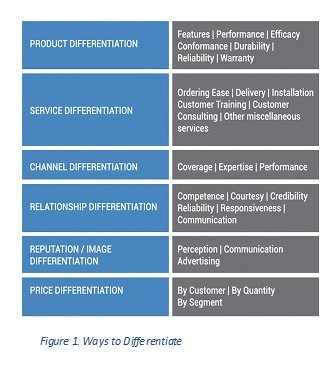 PRODUCT DIFFERENTIATION
Features | Performance | Efficacy
Conformance | Durability |
Reliability | Warranty
SERVICE DIFFERENTIATION
Ordering Ease | Delivery | Installation
Customer Training | Customer
Consulting | Other miscellaneous
services
CHANNEL DIFFERENTIATION
Coverage | Expertise | Performance
RELATIONSHIP DIFFERENTIATION
Competence | Courtesy | Credibility
Reliability | Responsiveness |
Communication
REPUTATION / IMAGE
DIFFERENTIATION
Perception | Communication
Advertising
PRICE DIFFERENTIATION
By Customer | By Quantity
By Segment
Figure 1. Ways to Differentiate